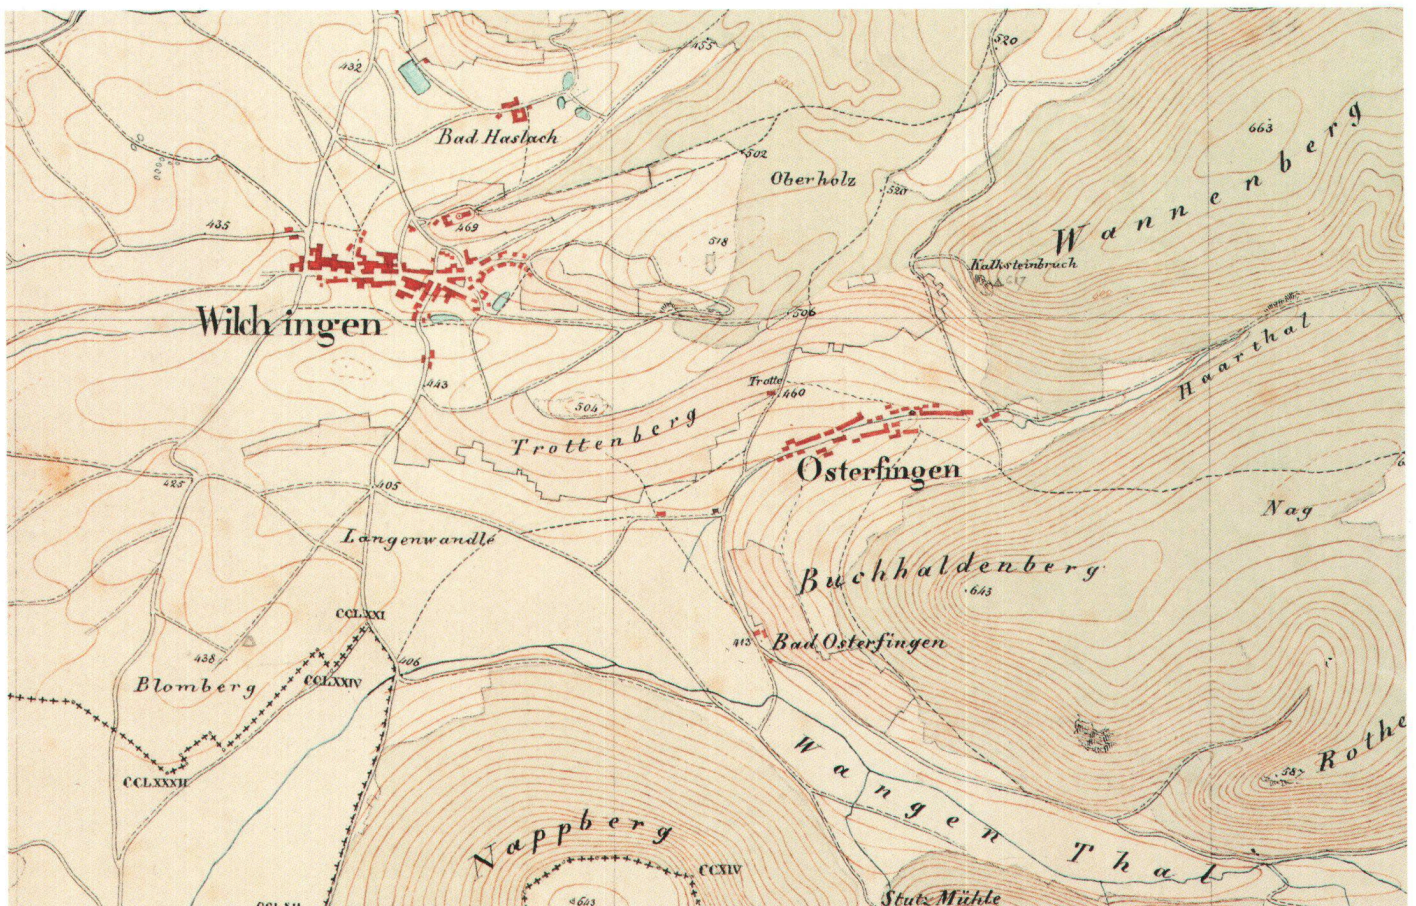 455
520
432
663
Bad Haslach
502
Oberholz
520
Wannenberg
435
469
518
Kalksteinbruch
617
506
Wilchingen
Haarthal
443
Trotte
460
504
Trottenberg
Osterfingen
425
405
Nag
Langenwandle
Buchhaldenberg
643
CCLXXI
413
Bad Osterfingen
438
406
CCLXXIV
Blomberg
CCLXXXII
Wangen Thal
587
Rothe
Nappberg
CCXIV
643
Stutz Mühle